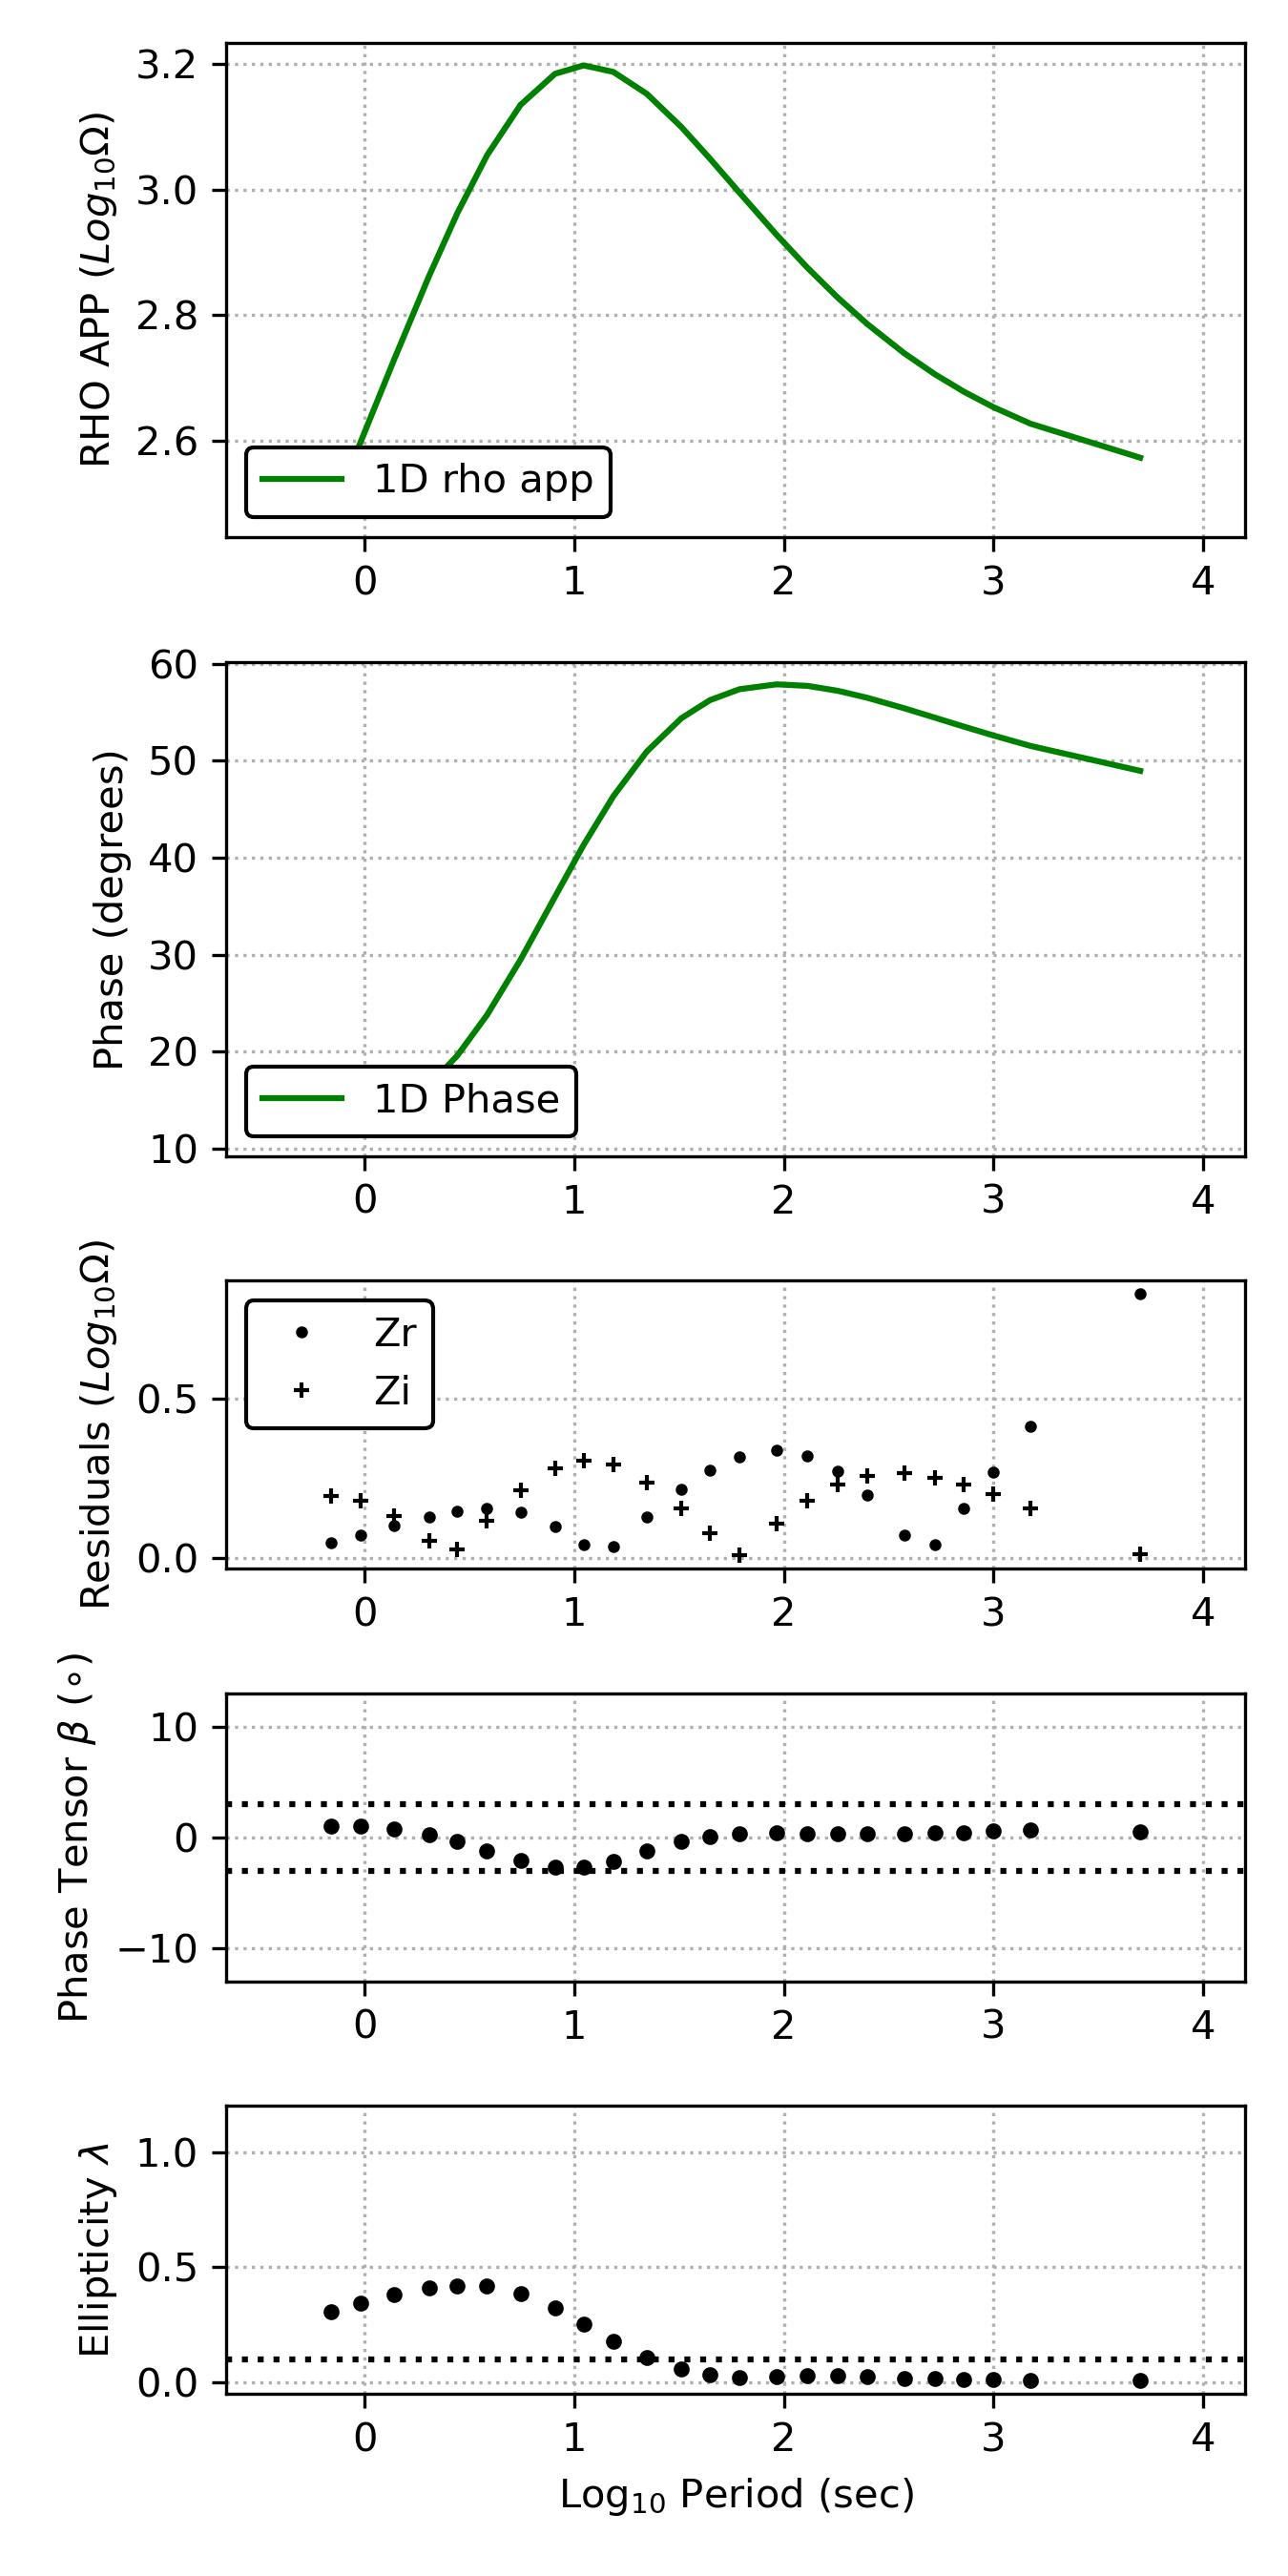 RHO APP (Log₁₀Ω)
3.2
3.0
2.8
2.6
1D rho app
0 1 2 3 4
Phase (degrees)
60
50
40
30
20
10
1D Phase
0 1 2 3 4
Residuals (Log₁₀Ω)
0.5
0.0
Zr
Zi
0 1 2 3 4
Phase Tensor β (∘)
10
0
−10
0 1 2 3 4
Ellipticity λ
1.0
0.5
0.0
0 1 2 3 4
Log₁₀ Period (sec)